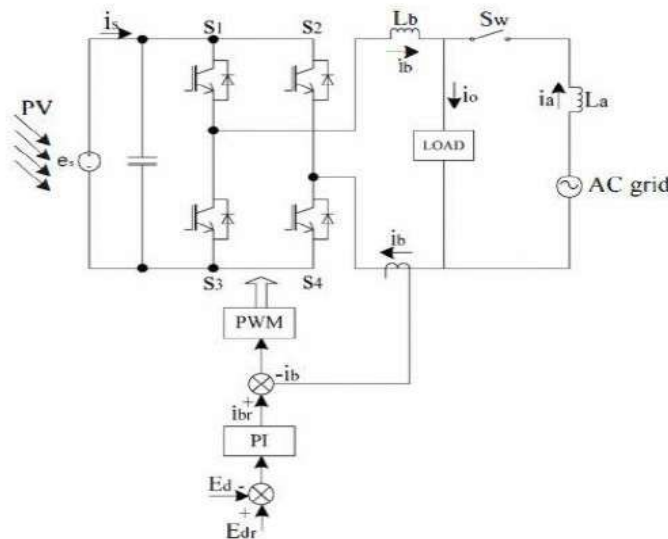 is
S1
S2
Lb
Sw
ib
io
ia
La
PV
es
LOAD
AC grid
ib
S3
S4
PWM
-ib
+
ibr
PI
Ed -
+
Edr